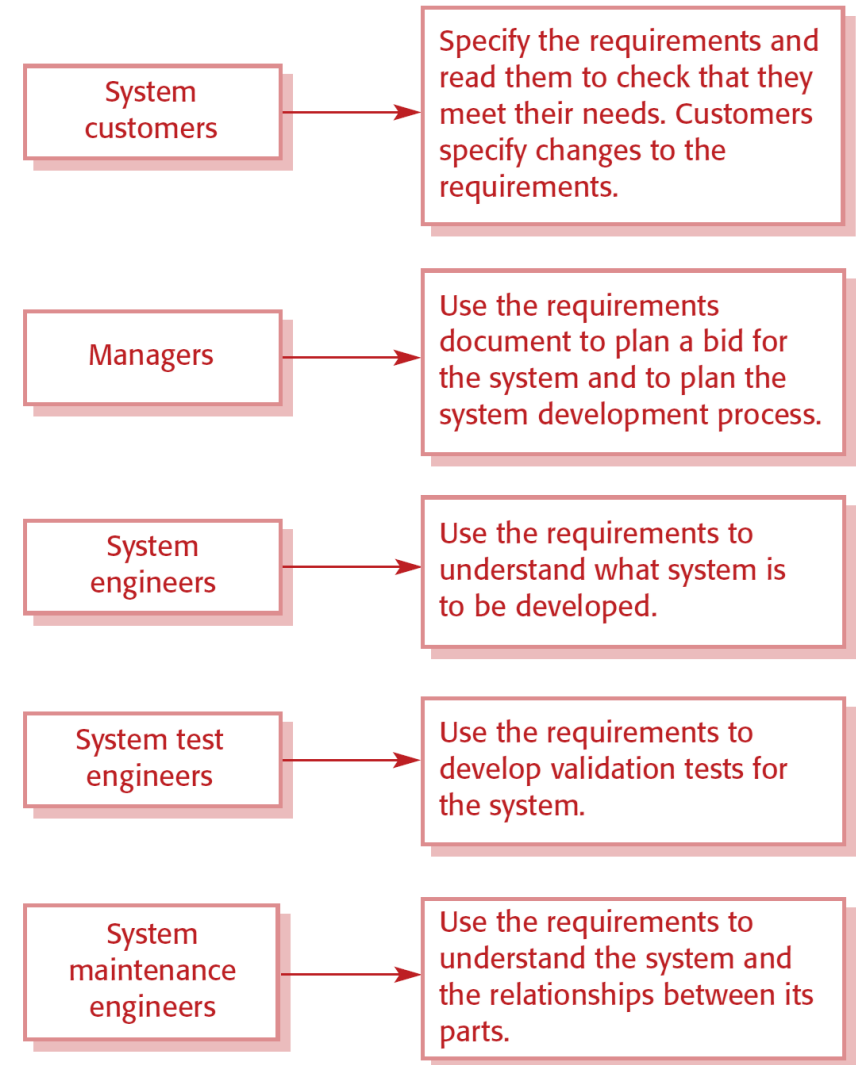 System
customers
Specify the requirements and
read them to check that they
meet their needs. Customers
specify changes to the
requirements.
Managers
Use the requirements
document to plan a bid for
the system and to plan the
system development process.
System
engineers
Use the requirements to
understand what system is
to be developed.
System test
engineers
Use the requirements to
develop validation tests for
the system.
System
maintenance
engineers
Use the requirements to
understand the system and
the relationships between its
parts.